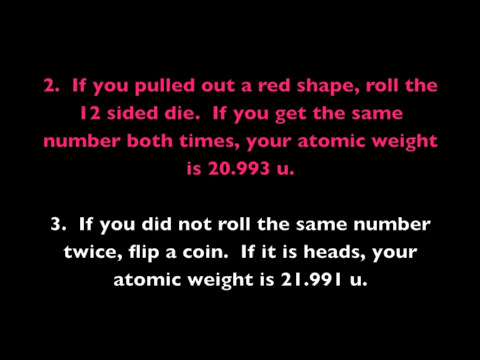 2.  If you pulled out a red shape, roll the
12 sided die.  If you get the same
number both times, your atomic weight
is 20.993 u.
3.  If you did not roll the same number
twice, flip a coin.  If it is heads, your
atomic weight is 21.991 u.